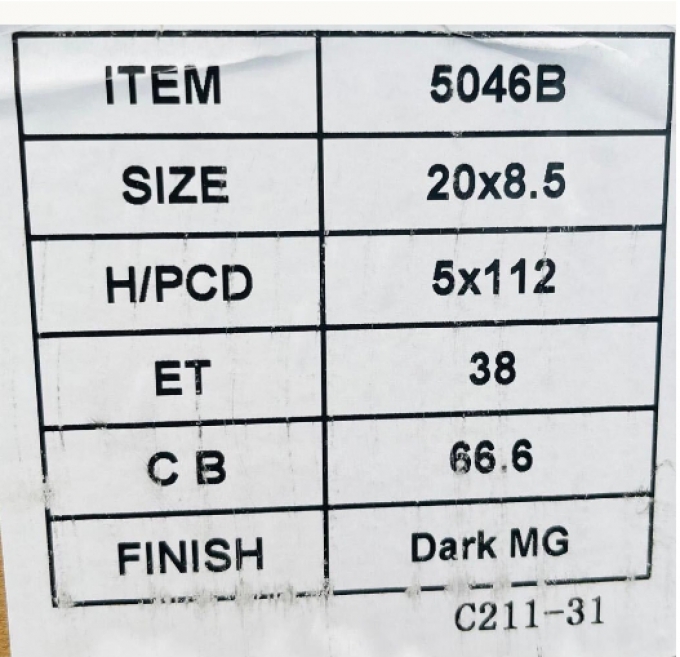 ITEM 5046B
SIZE 20x8.5
H/PCD 5x112
ET 38
C B 66.6
FINISH Dark MG
C211-31